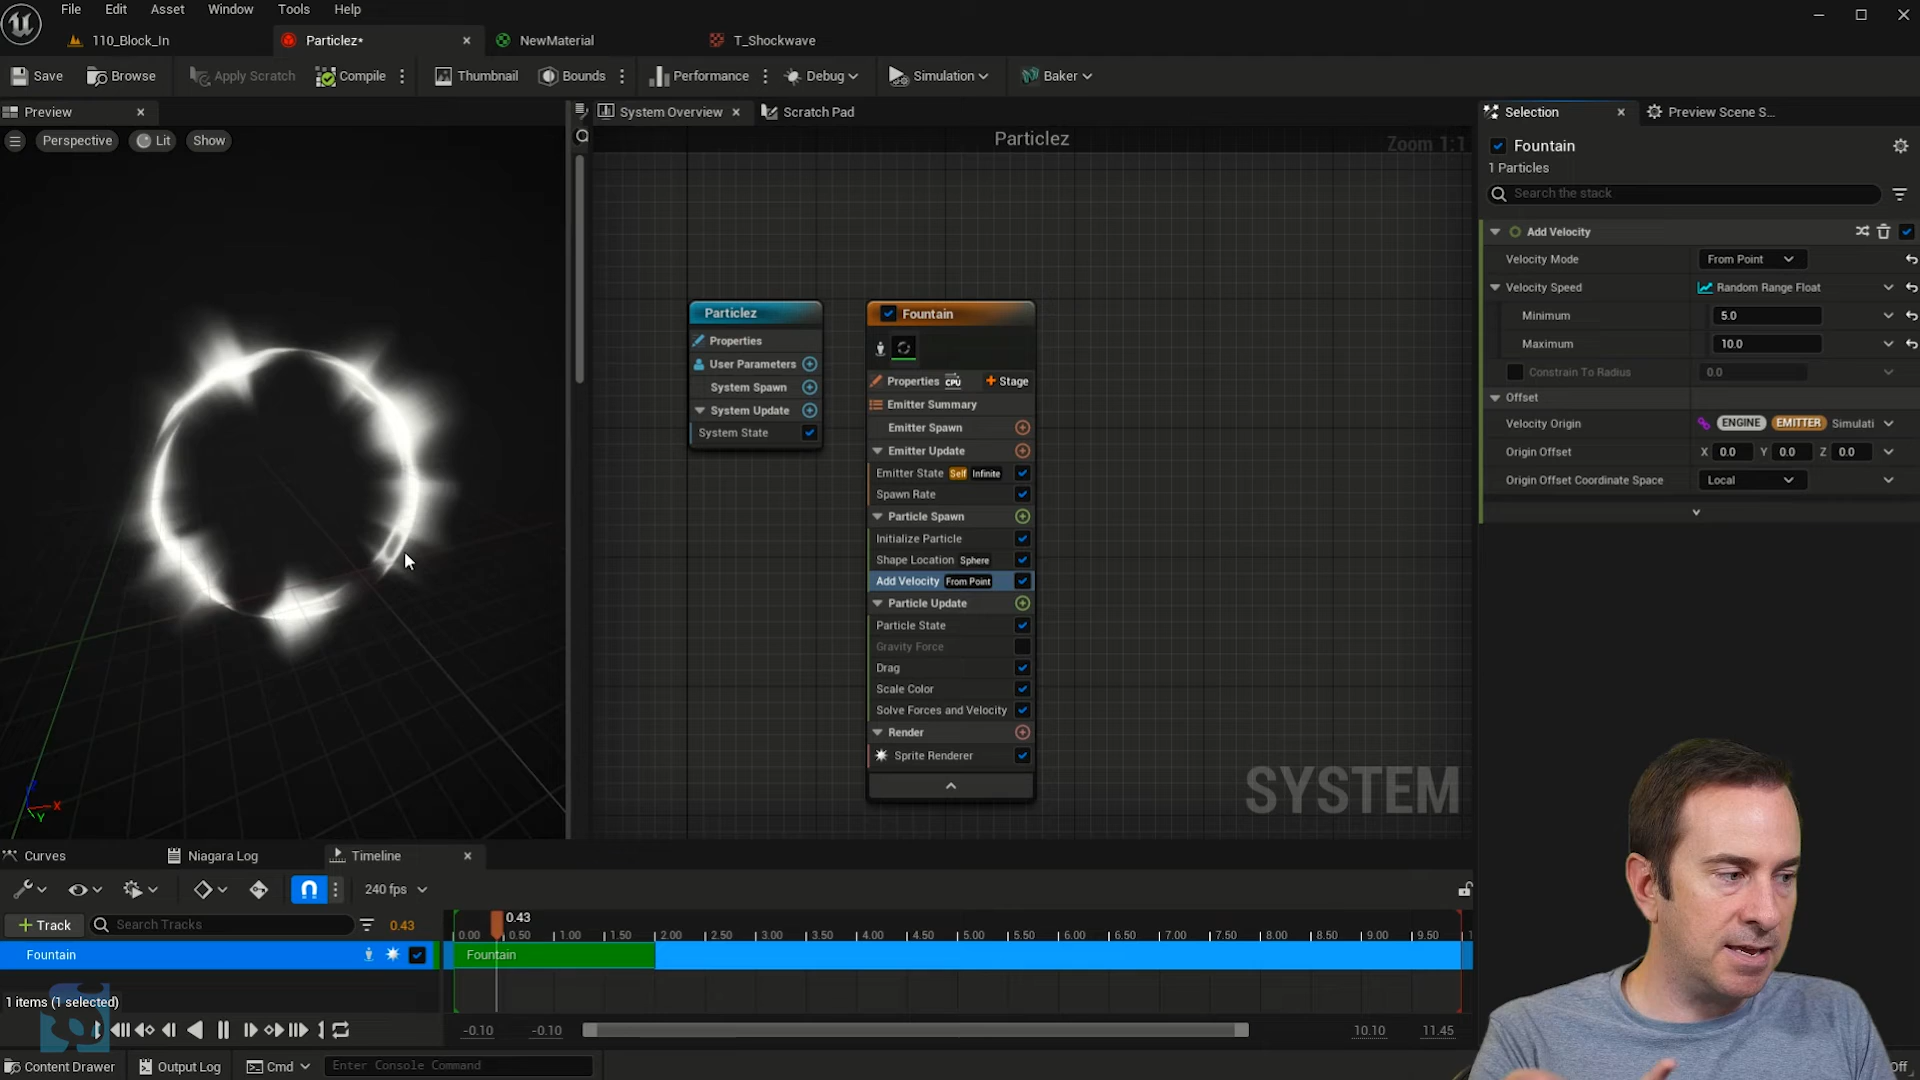 File Edit Asset Window Tools Help
110_Block_In Particlez* NewMaterial T_Shockwave
Save Browse Apply Scratch Compile Thumbnail Bounds Performance Debug Simulation Baker
Preview System Overview Scratch Pad Selection Preview Scene S...
Perspective Lit Show
Particlez
Zoom 1:1
Fountain
1 Particles
Search the stack
Add Velocity
Velocity Mode From Point
Velocity Speed Random Range Float
Minimum 5.0
Maximum 10.0
Constrain To Radius 0.0
Offset
Velocity Origin ENGINE EMITTER Simulati
Origin Offset X 0.0 Y 0.0 Z 0.0
Origin Offset Coordinate Space Local
Particlez
Properties
User Parameters
System Spawn
System Update
System State
Fountain
Properties CPU Stage
Emitter Summary
Emitter Spawn
Emitter Update
Emitter State Self Infinite
Spawn Rate
Particle Spawn
Initialize Particle
Shape Location Sphere
Add Velocity From Point
Particle Update
Particle State
Gravity Force
Drag
Scale Color
Solve Forces and Velocity
Render
Sprite Renderer
SYSTEM
Z X Y
Curves Niagara Log Timeline
240 fps
Track Search Tracks 0.43
0.43
0.00 0.50 1.00 1.50 2.00 2.50 3.00 3.50 4.00 4.50 5.00 5.50 6.00 6.50 7.00 7.50 8.00 8.50 9.00 9.50 1
Fountain Fountain
1 items (1 selected)
-0.10 -0.10 10.10 11.45
Content Drawer Output Log Cmd Enter Console Command Off